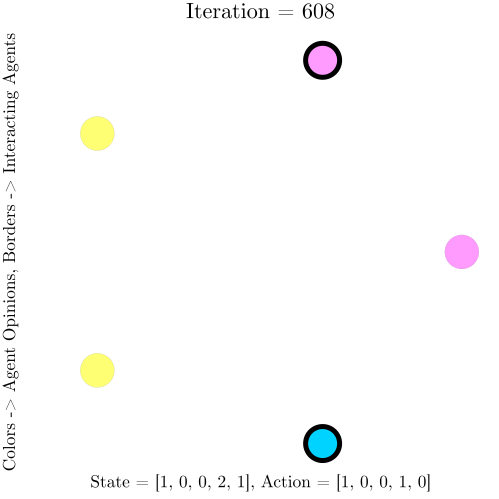 Iteration = 608
Colors -> Agent Opinions, Borders -> Interacting Agents
State = [1, 0, 0, 2, 1], Action = [1, 0, 0, 1, 0]